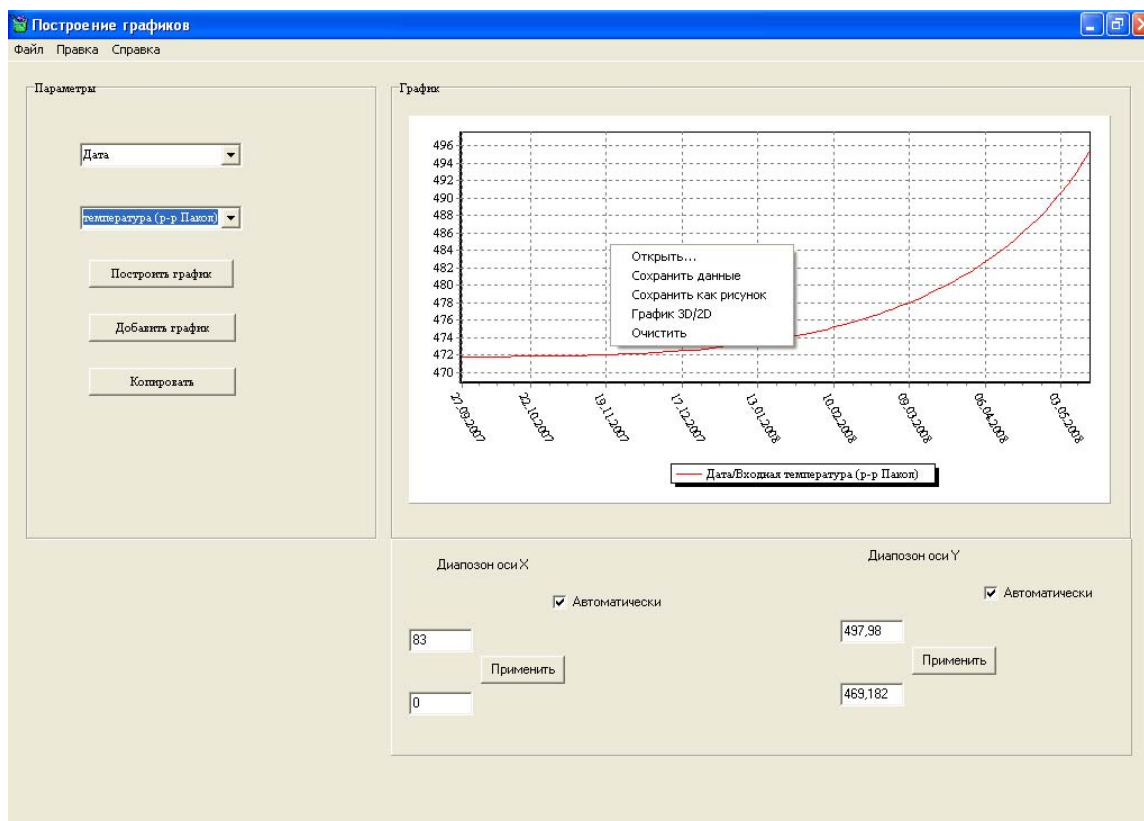 Построение графиков
Файл Правка Справка
Параметры
Дата
температура (р-р Пакол)
Построить график
Добавить график
Копировать
График
496
494
492
490
488
486
484
482
480
478
476
474
472
470
Открыть...
Сохранить данные
Сохранить как рисунок
График 3D/2D
Очистить
27.09.2007
22.10.2007
19.11.2007
17.12.2007
13.01.2008
10.02.2008
09.03.2008
06.04.2008
03.05.2008
Дата/Входная температура (р-р Пакол)
Диапозон оси X
Автоматически
83
Применить
0
Диапозон оси Y
Автоматически
497,98
Применить
469,182